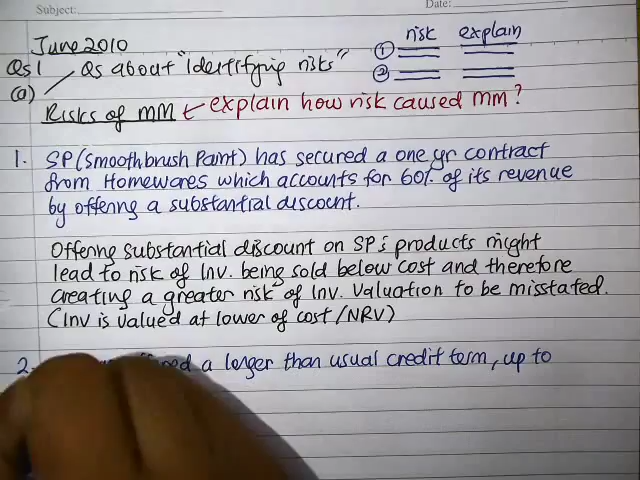 Subject:
Date:
June 2010
risk explain
Qs 1 Qs about "identifying risks" ①
(a) ②
Risks of MM ← explain how risk caused mm?
1. SP (Smoothbrush Paint) has secured a one yr contract
from Homewares which accounts for 60% of its revenue
by offering a substantial discount.
Offering substantial discount on SP's products might
lead to risk of Inv. being sold below cost and therefore
creating a greater risk of Inv. valuation to be misstated.
(Inv is valued at lower of cost/NRV)
2. a longer than usual credit term, up to